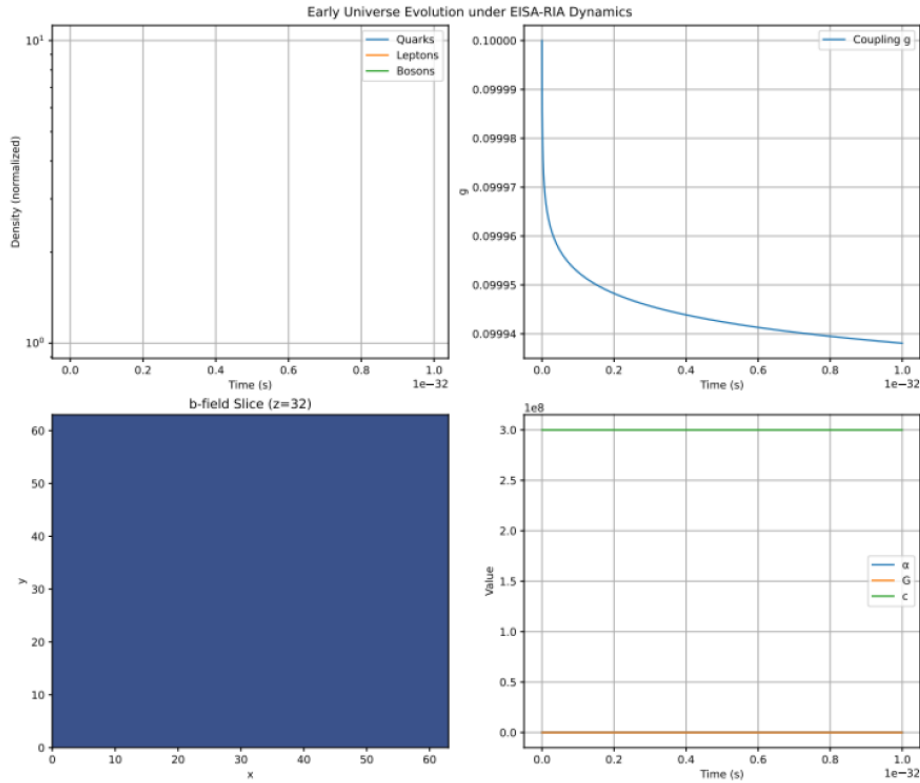 Early Universe Evolution under EISA-RIA Dynamics
10¹
10⁰
Density (normalized)
Quarks
Leptons
Bosons
0.0 0.2 0.4 0.6 0.8 1.0
Time (s)
1e−32
0.10000
0.09999
0.09998
0.09997
0.09996
0.09995
0.09994
g
Coupling g
0.0 0.2 0.4 0.6 0.8 1.0
Time (s)
1e−32
b-field Slice (z=32)
60
50
40
30
20
10
0
y
0 10 20 30 40 50 60
x
1e8
3.0
2.5
2.0
1.5
1.0
0.5
0.0
Value
α
G
c
0.0 0.2 0.4 0.6 0.8 1.0
Time (s)
1e−32